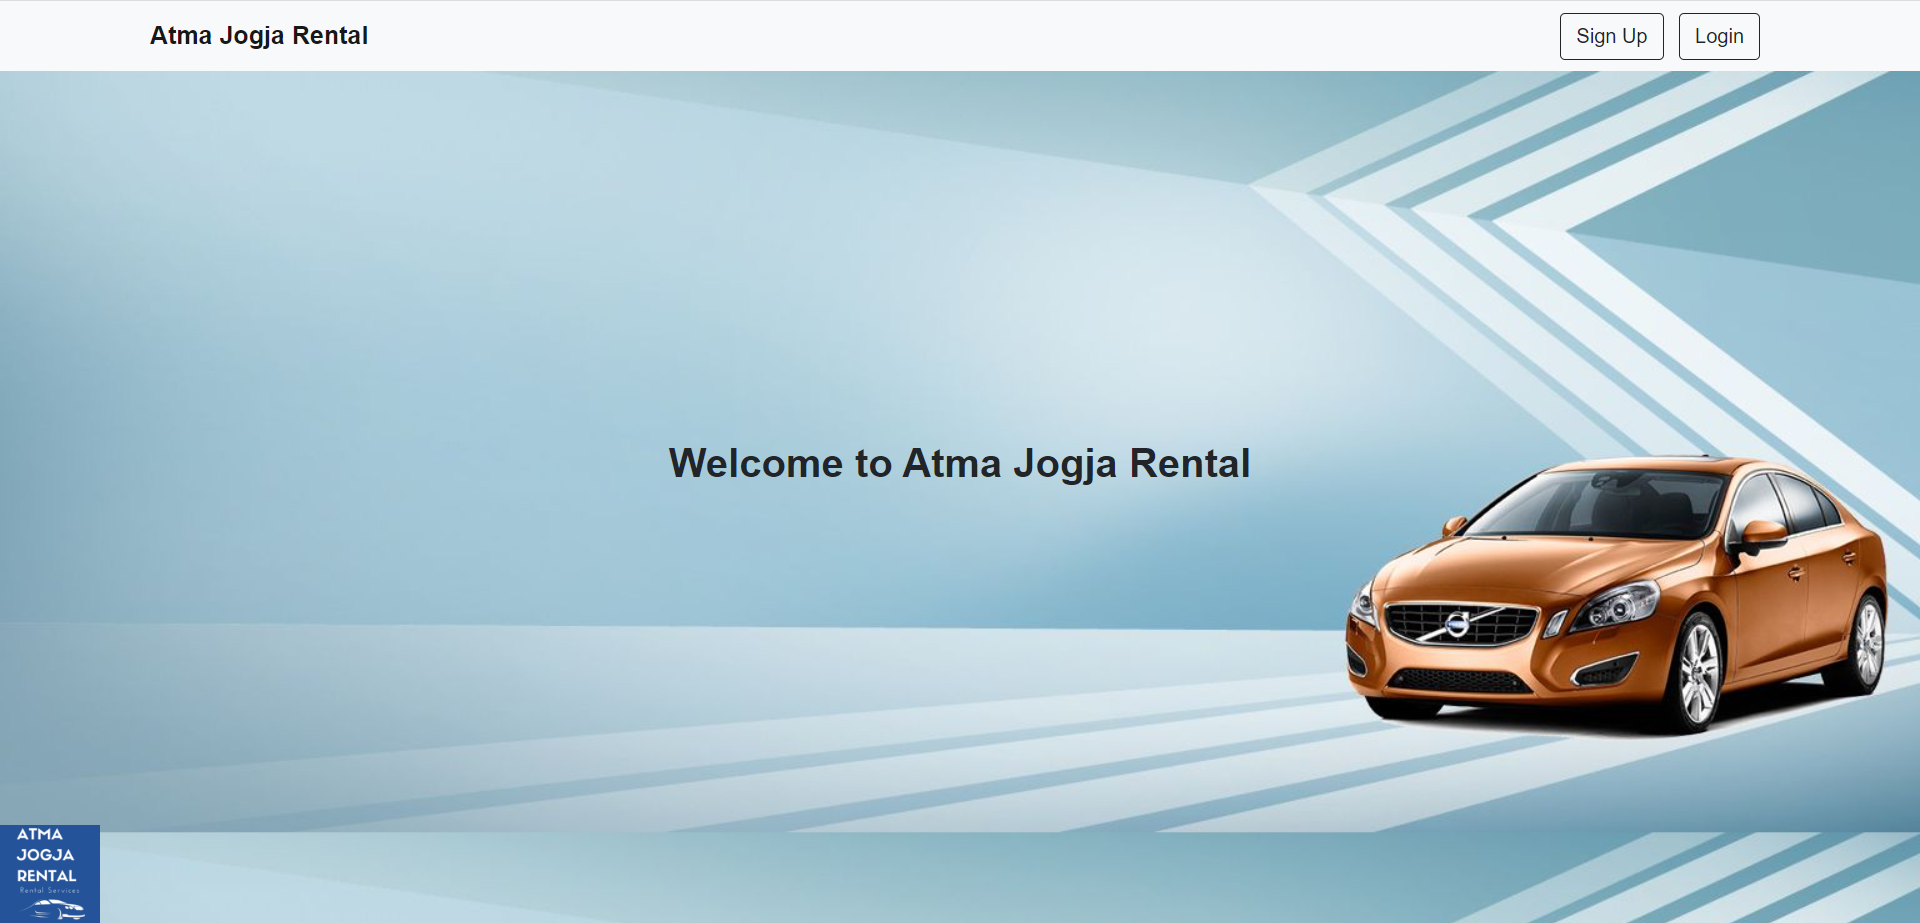 Atma Jogja Rental
Sign Up
Login
Welcome to Atma Jogja Rental
ATMA
JOGJA
RENTAL
Rental Services